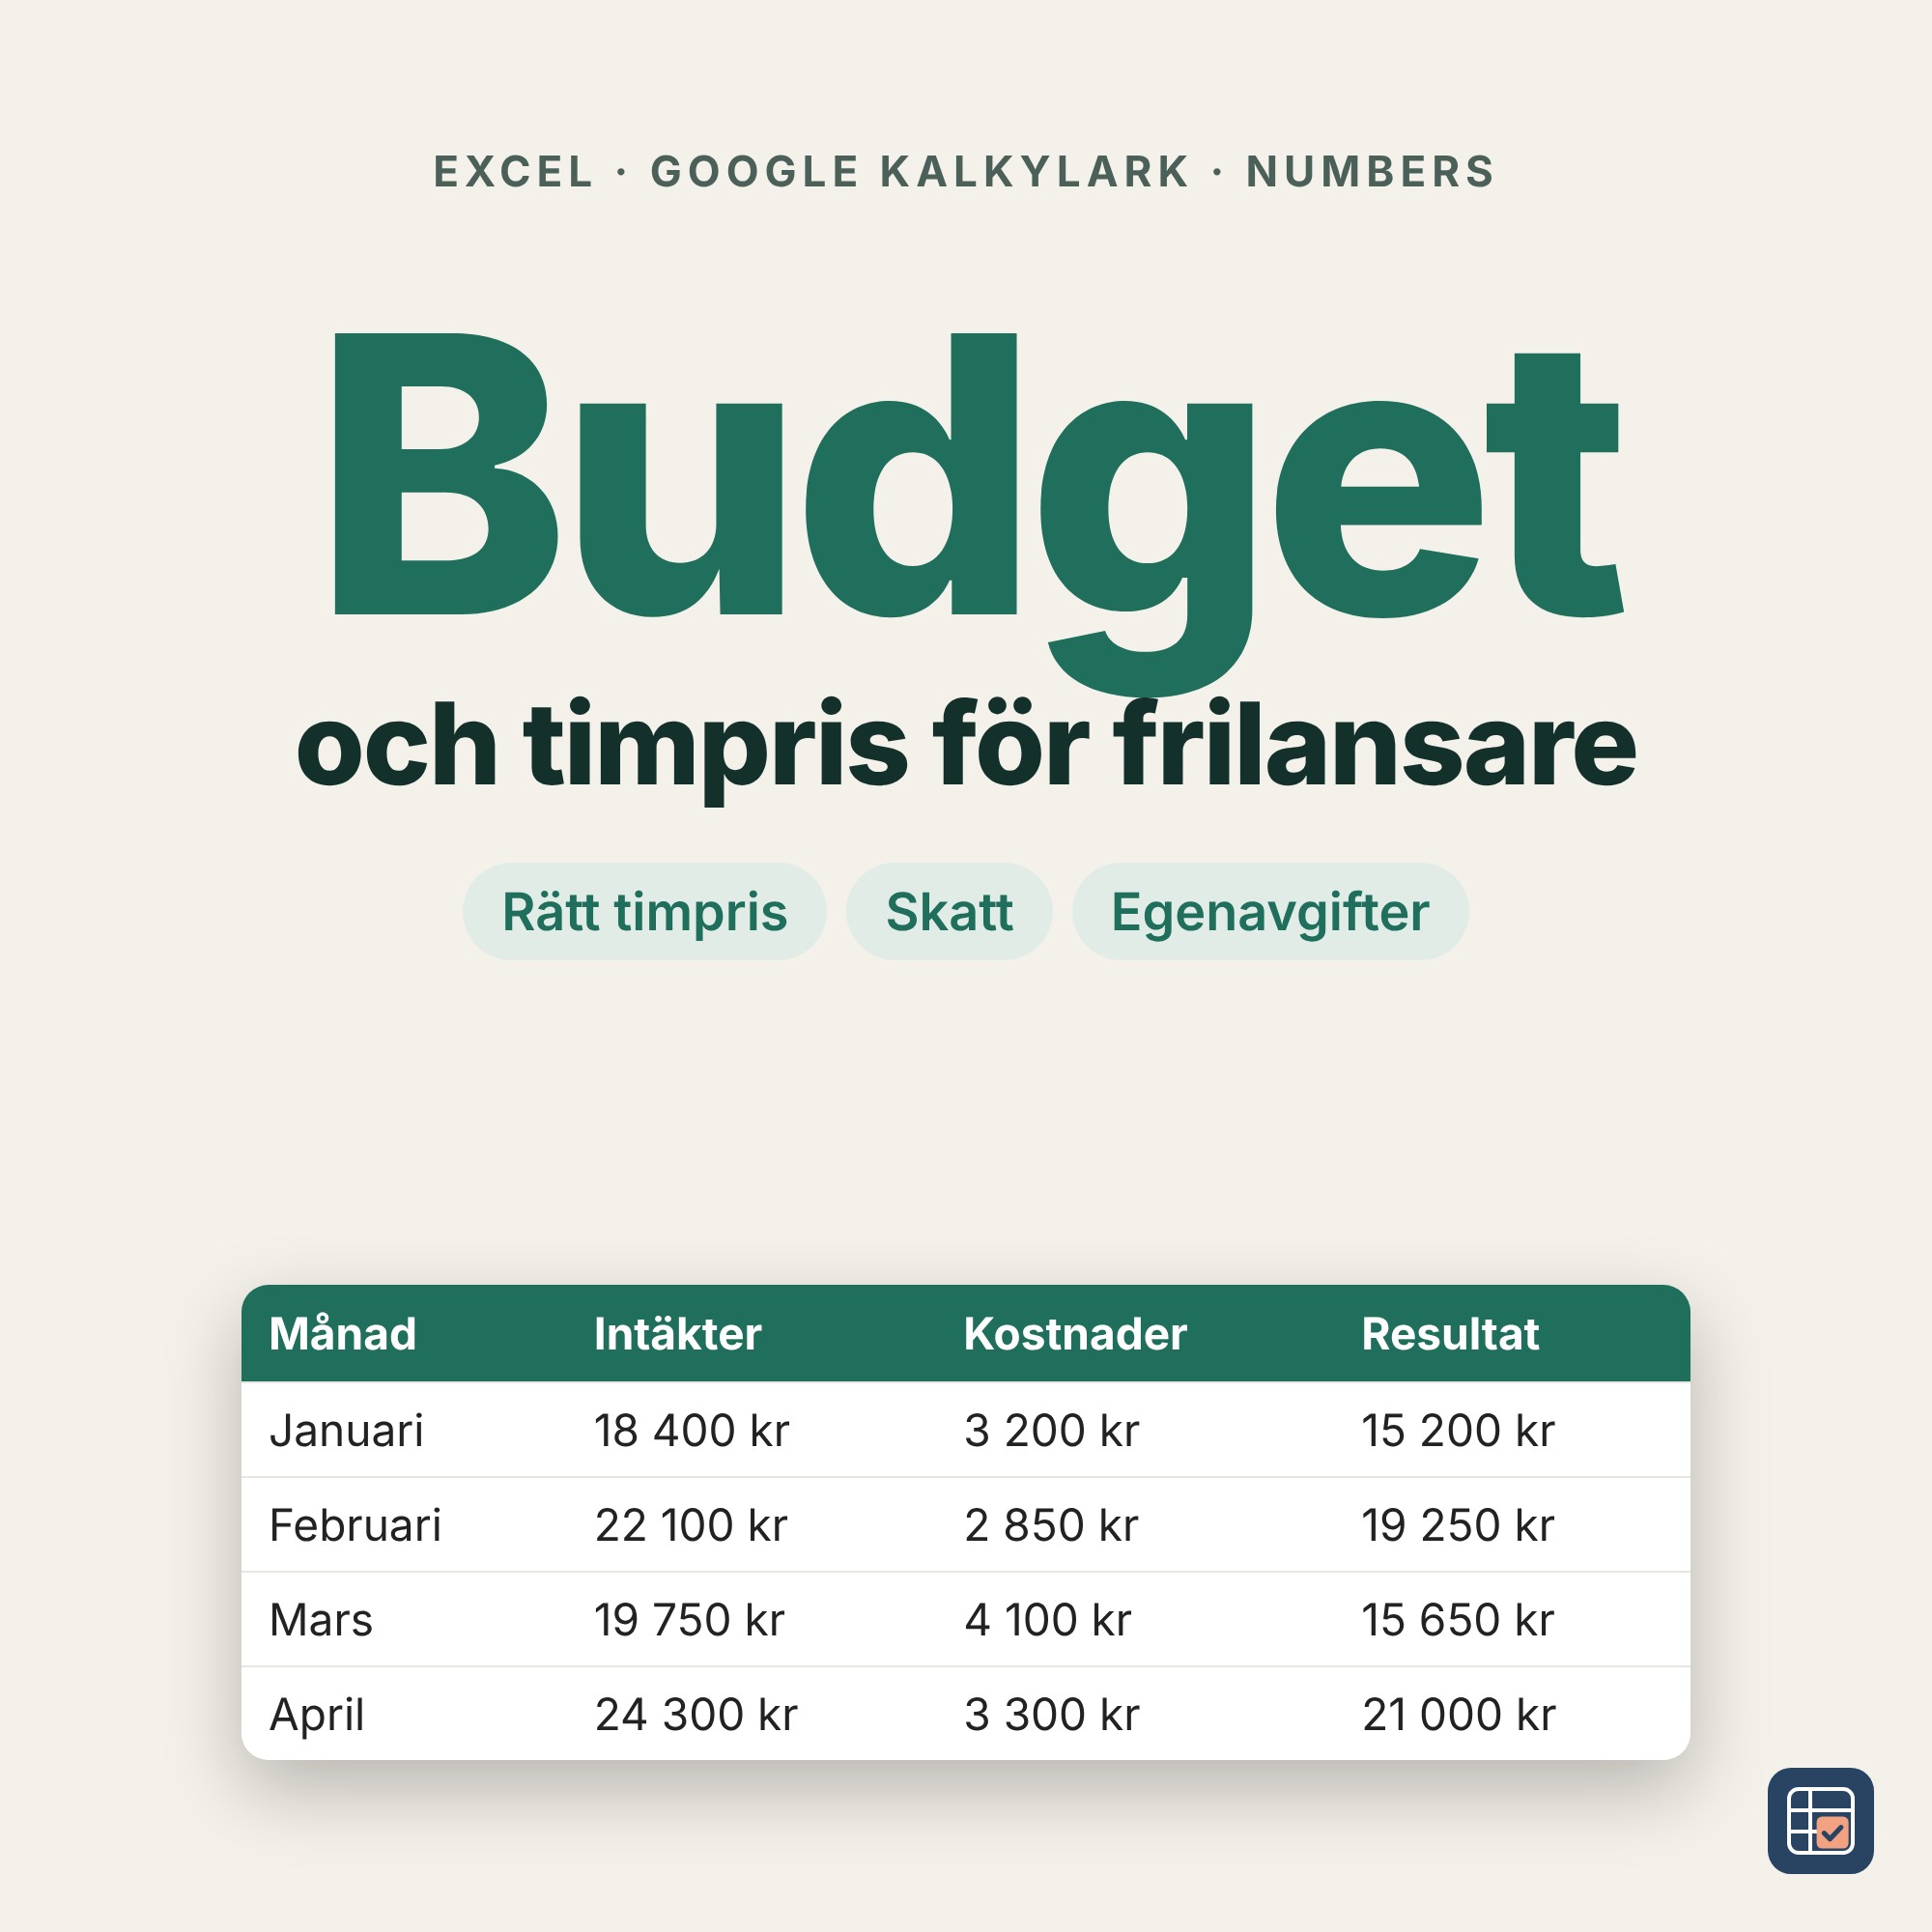 EXCEL · GOOGLE KALKYLARK · NUMBERS
Budget
och timpris för frilansare
Rätt timpris Skatt Egenavgifter
Månad Intäkter Kostnader Resultat
Januari 18 400 kr 3 200 kr 15 200 kr
Februari 22 100 kr 2 850 kr 19 250 kr
Mars 19 750 kr 4 100 kr 15 650 kr
April 24 300 kr 3 300 kr 21 000 kr